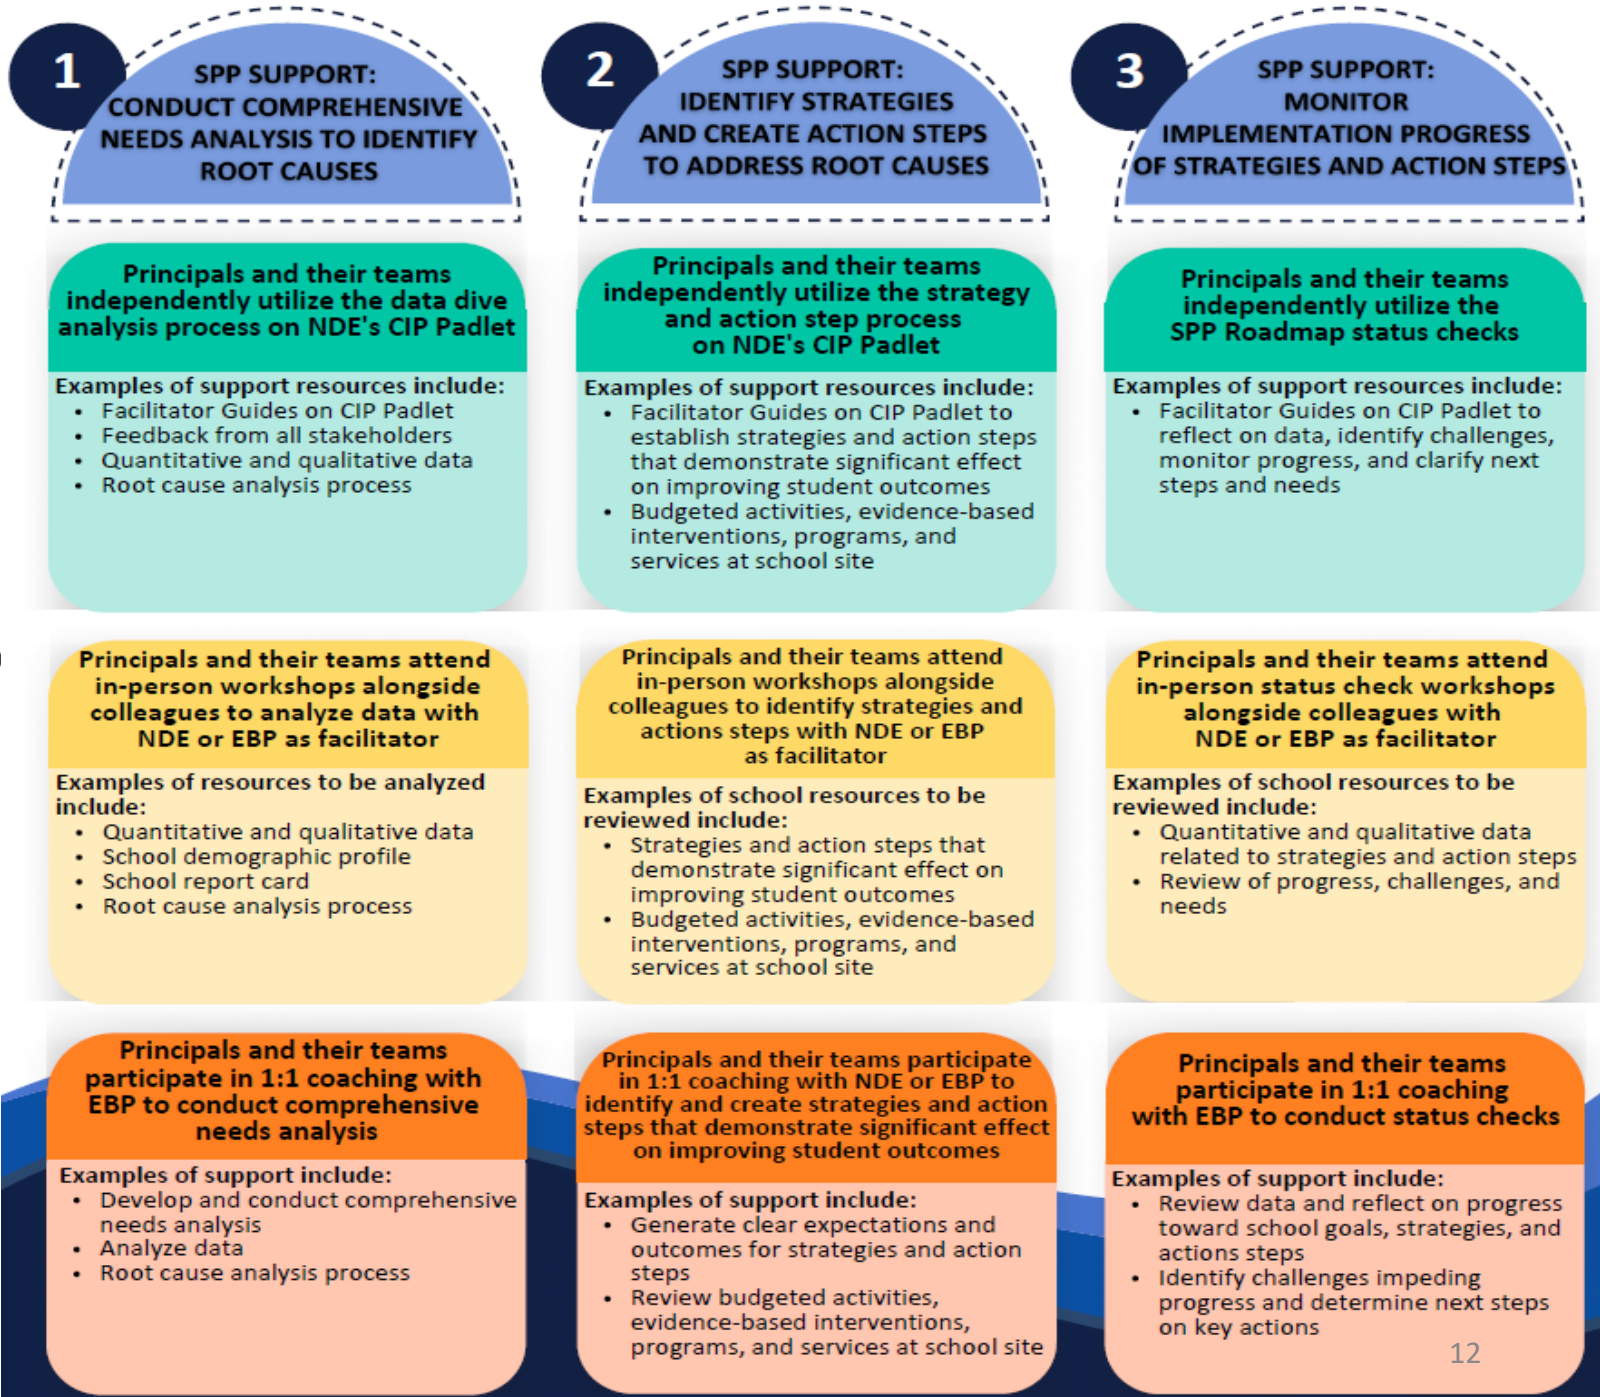 1
SPP SUPPORT:
CONDUCT COMPREHENSIVE
NEEDS ANALYSIS TO IDENTIFY
ROOT CAUSES
Principals and their teams
independently utilize the data dive
analysis process on NDE's CIP Padlet
Examples of support resources include:
• Facilitator Guides on CIP Padlet
• Feedback from all stakeholders
• Quantitative and qualitative data
• Root cause analysis process
Principals and their teams attend
in-person workshops alongside
colleagues to analyze data with
NDE or EBP as facilitator
Examples of resources to be analyzed
include:
• Quantitative and qualitative data
• School demographic profile
• School report card
• Root cause analysis process
Principals and their teams
participate in 1:1 coaching with
EBP to conduct comprehensive
needs analysis
Examples of support include:
• Develop and conduct comprehensive
needs analysis
• Analyze data
• Root cause analysis process
2
SPP SUPPORT:
IDENTIFY STRATEGIES
AND CREATE ACTION STEPS
TO ADDRESS ROOT CAUSES
Principals and their teams
independently utilize the strategy
and action step process
on NDE's CIP Padlet
Examples of support resources include:
• Facilitator Guides on CIP Padlet to
establish strategies and action steps
that demonstrate significant effect
on improving student outcomes
• Budgeted activities, evidence-based
interventions, programs, and
services at school site
Principals and their teams attend
in-person workshops alongside
colleagues to identify strategies and
actions steps with NDE or EBP
as facilitator
Examples of school resources to be
reviewed include:
• Strategies and action steps that
demonstrate significant effect on
improving student outcomes
• Budgeted activities, evidence-based
interventions, programs, and
services at school site
Principals and their teams participate
in 1:1 coaching with NDE or EBP to
identify and create strategies and action
steps that demonstrate significant effect
on improving student outcomes
Examples of support include:
• Generate clear expectations and
outcomes for strategies and action
steps
• Review budgeted activities,
evidence-based interventions,
programs, and services at school site
3
SPP SUPPORT:
MONITOR
IMPLEMENTATION PROGRESS
OF STRATEGIES AND ACTION STEPS
Principals and their teams
independently utilize the
SPP Roadmap status checks
Examples of support resources include:
• Facilitator Guides on CIP Padlet to
reflect on data, identify challenges,
monitor progress, and clarify next
steps and needs
Principals and their teams attend
in-person status check workshops
alongside colleagues with
NDE or EBP as facilitator
Examples of school resources to be
reviewed include:
• Quantitative and qualitative data
related to strategies and action steps
• Review of progress, challenges, and
needs
Principals and their teams
participate in 1:1 coaching
with EBP to conduct status checks
Examples of support include:
• Review data and reflect on progress
toward school goals, strategies, and
actions steps
• Identify challenges impeding
progress and determine next steps
on key actions
12